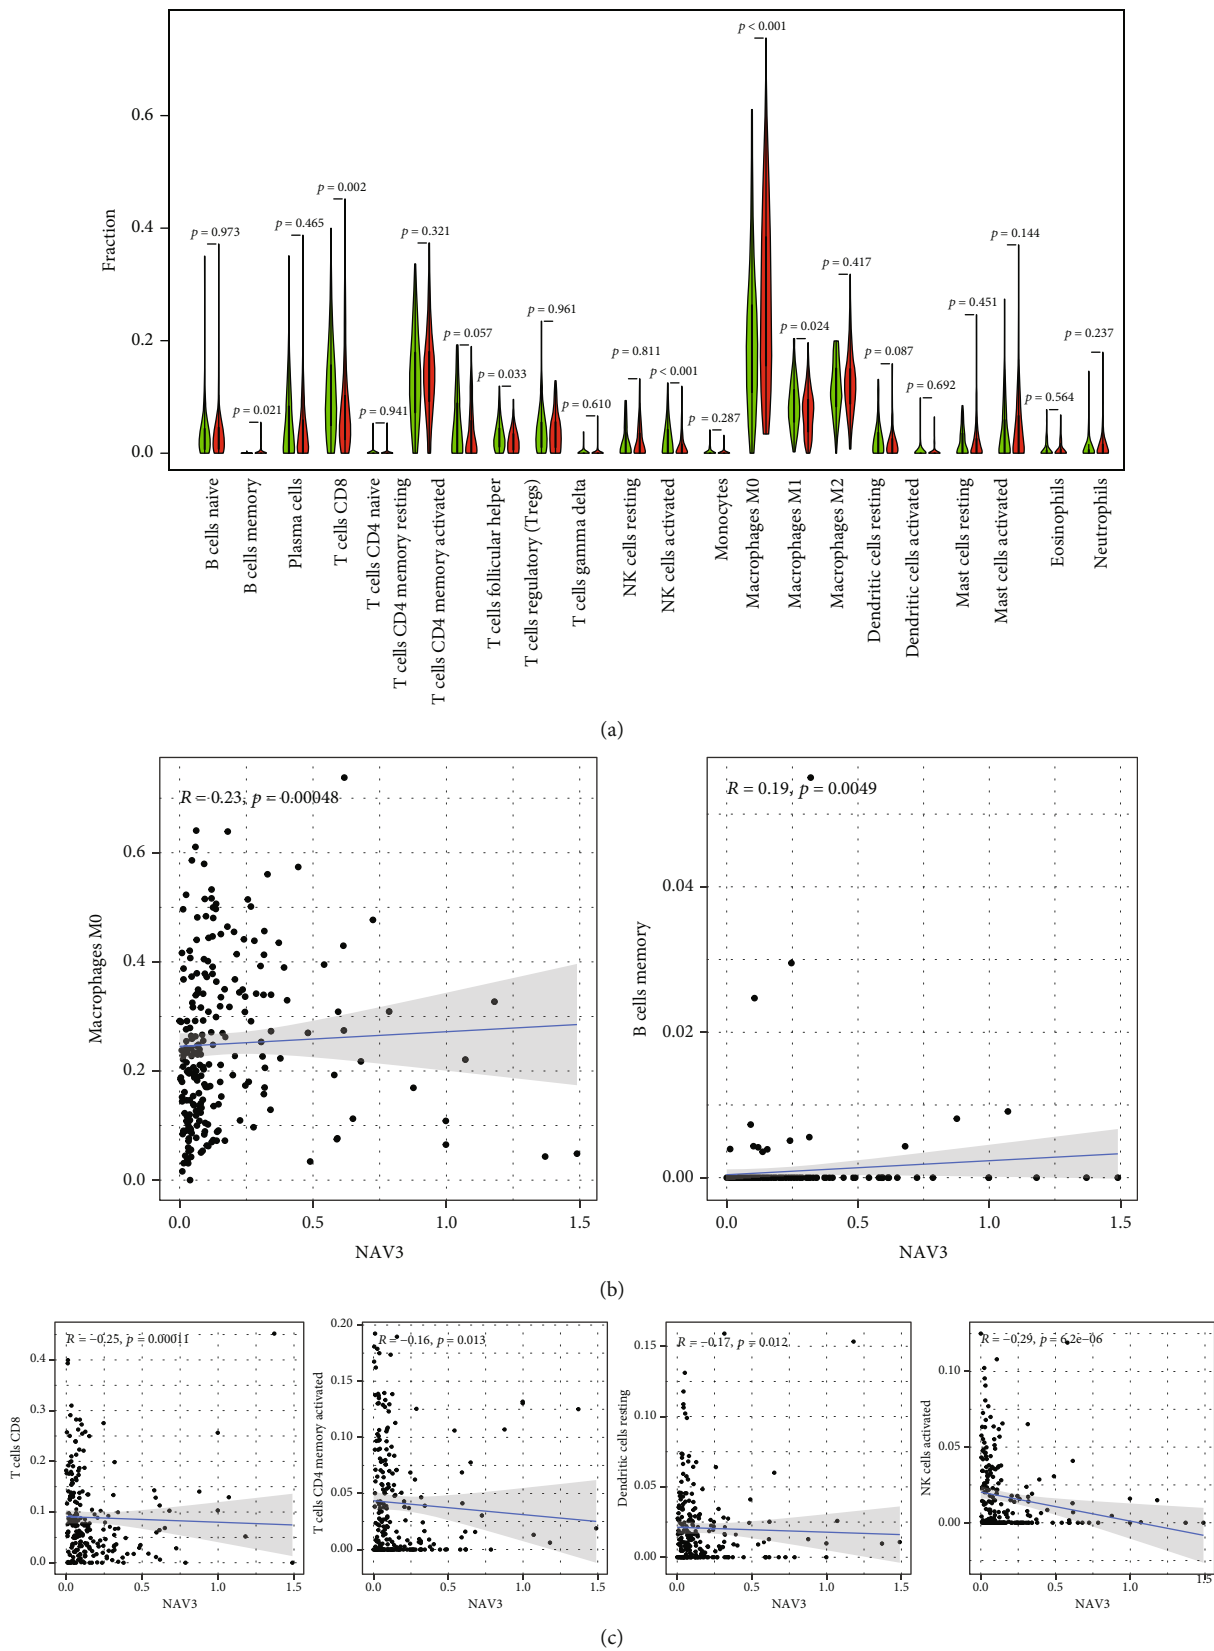 p < 0.001
0.6
p = 0.002
p = 0.973
p = 0.465
p = 0.321
p = 0.144
0.4
p = 0.417
p = 0.961
p = 0.451
p = 0.057
p = 0.024
p = 0.237
0.2
p = 0.811
p = 0.087
p = 0.033
p < 0.001
p = 0.692
p = 0.021
p = 0.941
p = 0.610
p = 0.287
p = 0.564
0.0
Fraction
B cells naive
B cells memory
Plasma cells
T cells CD8
T cells CD4 naive
T cells CD4 memory resting
T cells CD4 memory activated
T cells follicular helper
T cells regulatory (Tregs)
T cells gamma delta
NK cells resting
NK cells activated
Monocytes
Macrophages M0
Macrophages M1
Macrophages M2
Dendritic cells resting
Dendritic cells activated
Mast cells resting
Mast cells activated
Eosinophils
Neutrophils
(a)
R = 0.23, p = 0.00048
0.6
0.4
0.2
0.0
Macrophages M0
0.0 0.5 1.0 1.5
NAV3
R = 0.19, p = 0.0049
0.04
0.02
0.00
B cells memory
0.0 0.5 1.0 1.5
NAV3
(b)
R = −0.25, p = 0.00011
0.4
0.3
0.2
0.1
0.0
T cells CD8
0.0 0.5 1.0 1.5
NAV3
R = −0.16, p = 0.013
0.20
0.15
0.10
0.05
0.00
T cells CD4 memory activated
0.0 0.5 1.0 1.5
NAV3
R = −0.17, p = 0.012
0.15
0.10
0.05
0.00
Dendritic cells resting
0.0 0.5 1.0 1.5
NAV3
R = −0.29, p = 6.2e−06
0.10
0.05
0.00
NK cells activated
0.0 0.5 1.0 1.5
NAV3
(c)